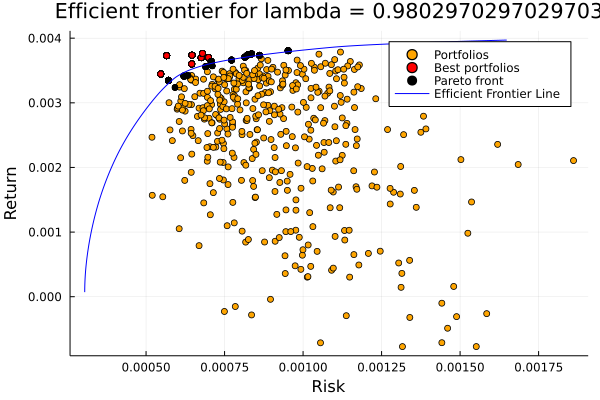 Efficient frontier for lambda = 0.9802970297029703
0.004
0.003
0.002
0.001
0.000
Return
Portfolios
Best portfolios
Pareto front
Efficient Frontier Line
0.00050 0.00075 0.00100 0.00125 0.00150 0.00175
Risk